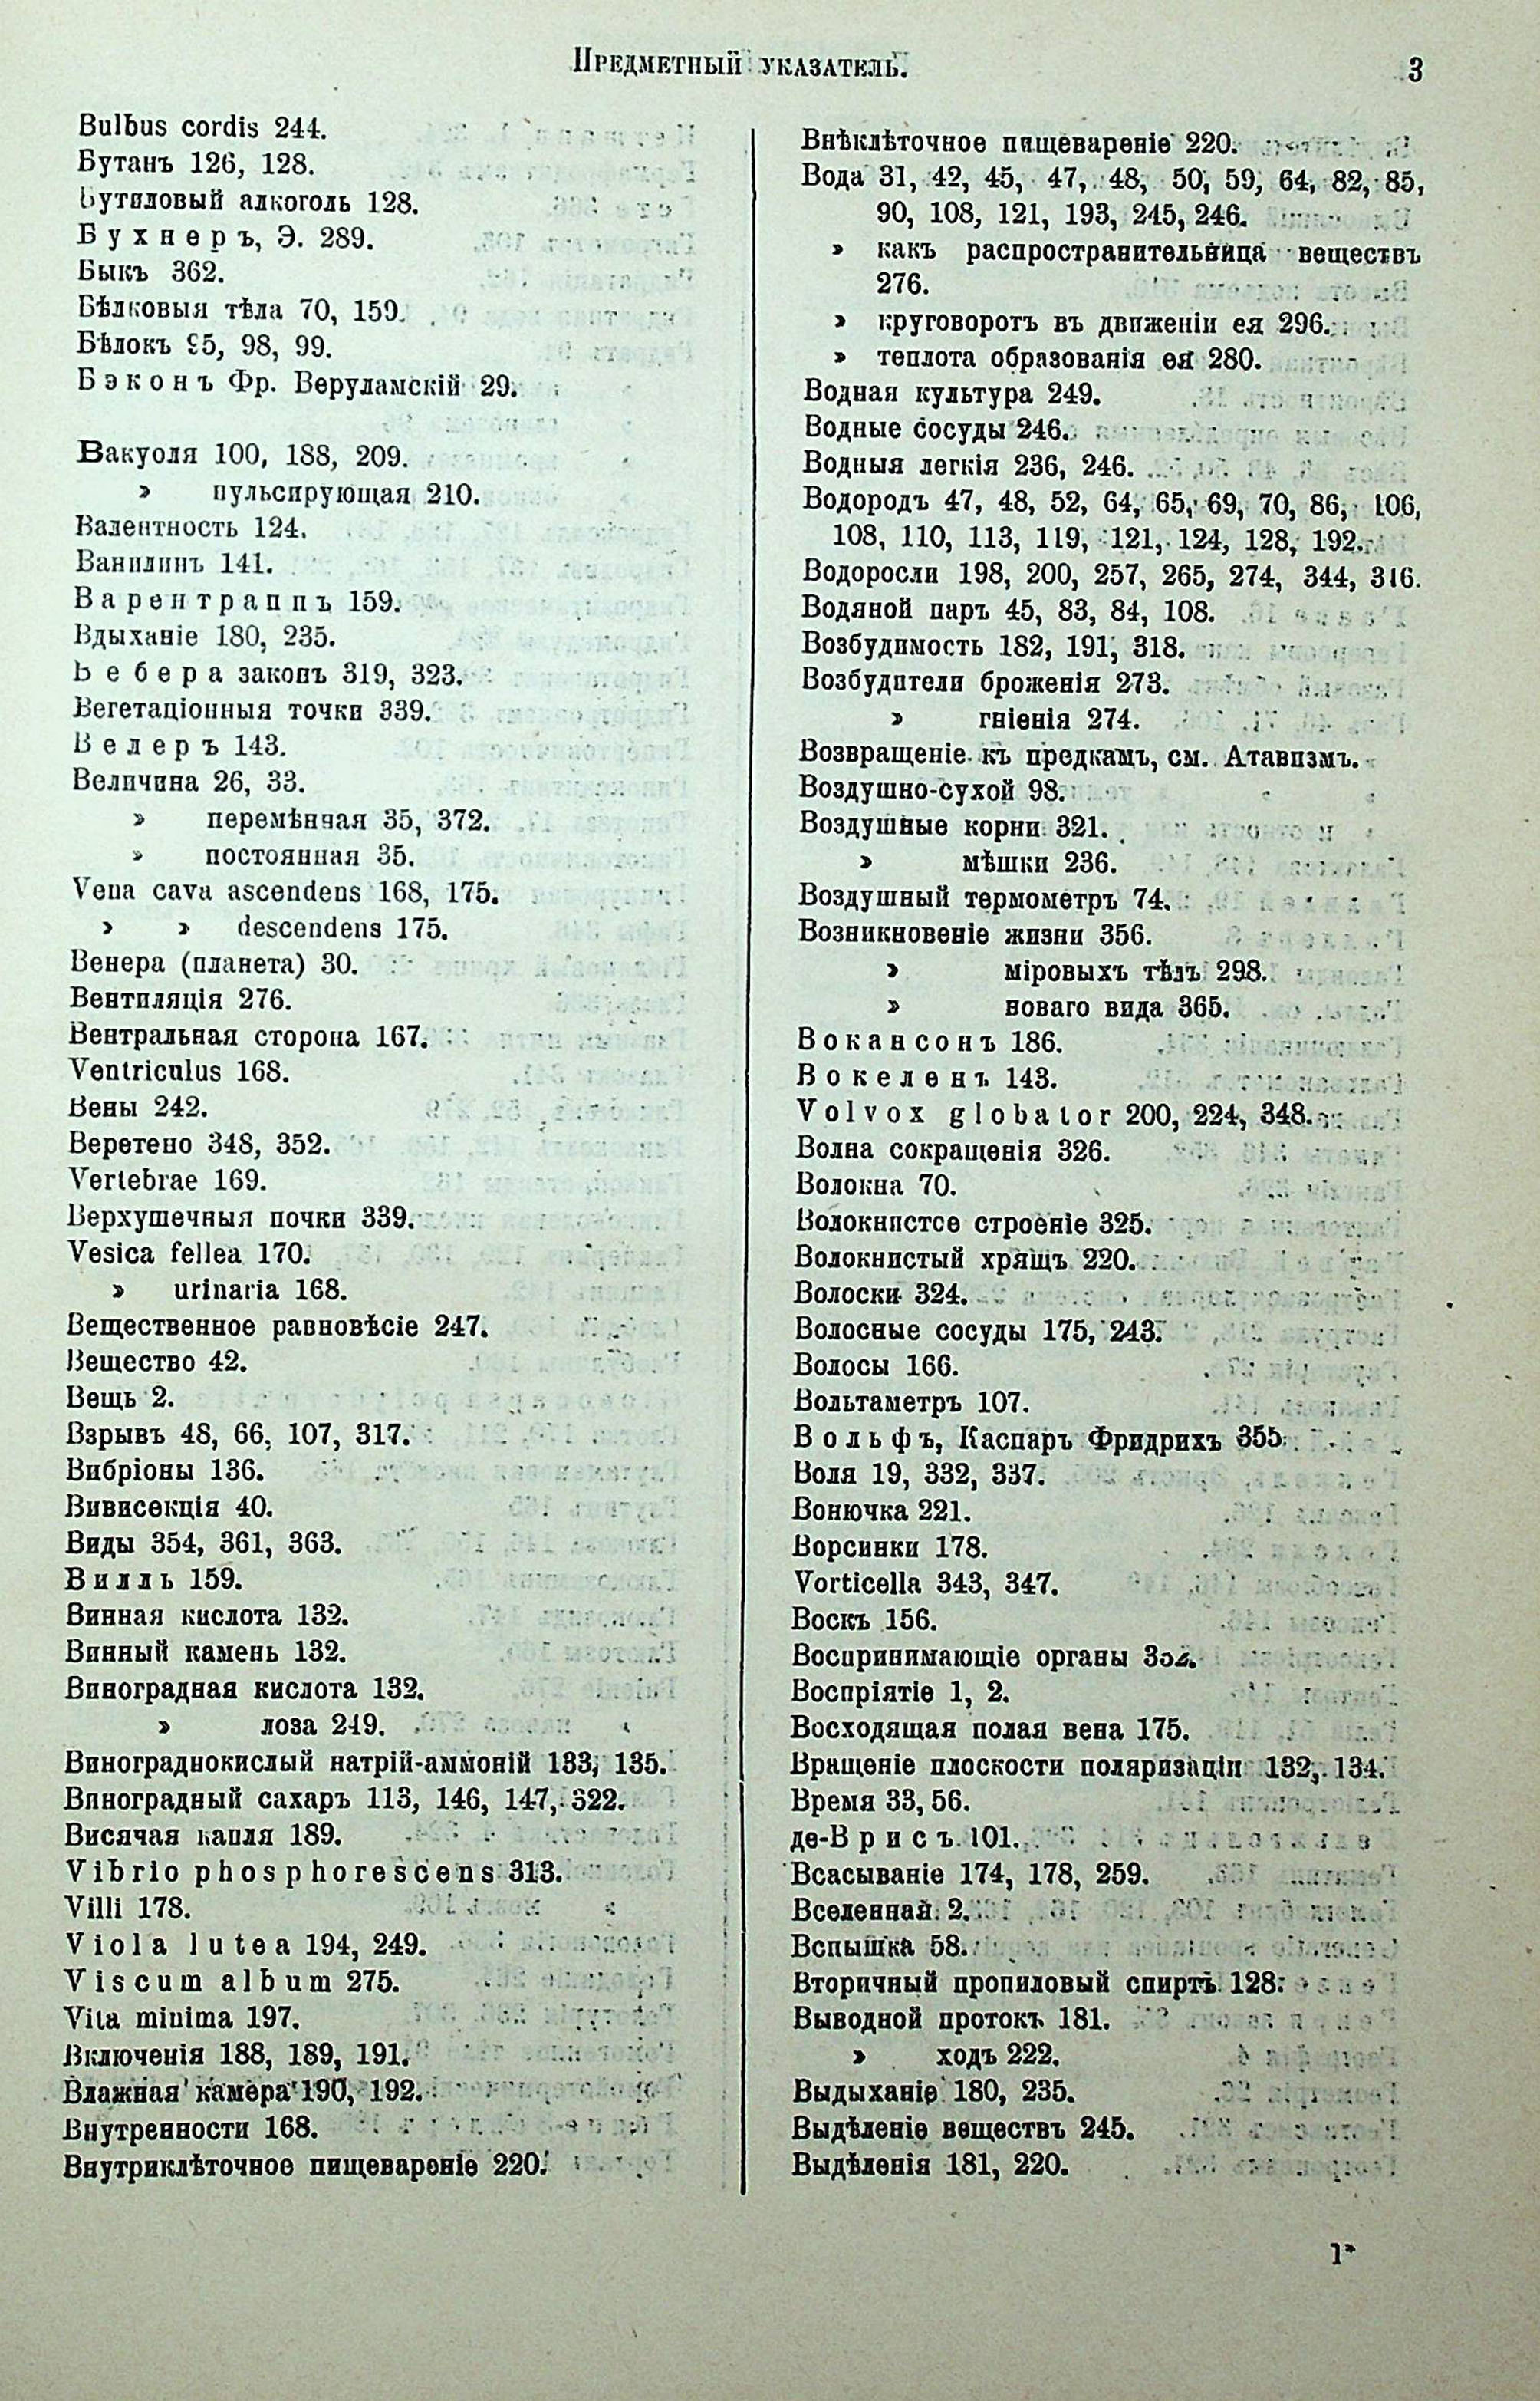 Предметный указатель.
3
Bulbus cordis 244.
Бутанъ 126, 128.
Бутиловый алкоголь 128.
Бухнеръ, Э. 289.
Быкъ 362.
Бѣлковыя тѣла 70, 159.
Бѣлокъ 95, 98, 99.
Бэконъ Фр. Веруламскій 29.
Вакуоля 100, 188, 209.
» пульсирующая 210.
Валентность 124.
Ванилинъ 141.
Варентраппъ 159.
Вдыханіе 180, 235.
Вебера законъ 319, 323.
Вегетаціонныя точки 339.
Велеръ 143.
Величина 26, 33.
» перемѣнная 35, 372.
» постоянная 35.
Vena cava ascendens 168, 175.
» » descendens 175.
Венера (планета) 30.
Вентиляція 276.
Вентральная сторона 167.
Ventriculus 168.
Вены 242.
Веретено 348, 352.
Vertebrae 169.
Верхушечныя почки 339.
Vesica fellea 170.
» urinaria 168.
Вещественное равновѣсіе 247.
Вещество 42.
Вещь 2.
Взрывъ 48, 66, 107, 317.
Вибріоны 136.
Вивисекція 40.
Виды 354, 361, 363.
Вилль 159.
Винная кислота 132.
Винный камень 132.
Виноградная кислота 132.
» лоза 249.
Винограднокислый натрій-аммоній 133, 135.
Виноградный сахаръ 113, 146, 147, 322.
Висячая капля 189.
Vibrio phosphorescens 313.
Villi 178.
Viola lutea 194, 249.
Viscum album 275.
Vita minima 197.
Включенія 188, 189, 191.
Влажная камера 190, 192.
Внутренности 168.
Внутриклѣточное пищевареніе 220.
Внѣклѣточное пищевареніе 220.
Вода 31, 42, 45, 47, 48, 50, 59, 64, 82, 85,
90, 108, 121, 193, 245, 246.
» какъ распространительница веществъ
276.
» круговоротъ въ движеніи ея 296.
» теплота образованія ея 280.
Водная культура 249.
Водные сосуды 246.
Водныя легкія 236, 246.
Водородъ 47, 48, 52, 64, 65, 69, 70, 86, 106,
108, 110, 113, 119, 121, 124, 128, 192.
Водоросли 198, 200, 257, 265, 274, 344, 346.
Водяной паръ 45, 83, 84, 108.
Возбудимость 182, 191, 318.
Возбудители броженія 273.
» гніенія 274.
Возвращеніе къ предкамъ, см. Атавизмъ.
Воздушно-сухой 98.
Воздушные корни 321.
» мѣшки 236.
Воздушный термометръ 74.
Возникновеніе жизни 356.
» міровыхъ тѣлъ 298.
» новаго вида 365.
Вокансонъ 186.
Вокеленъ 143.
Volvox globator 200, 224, 348.
Волна сокращенія 326.
Волокна 70.
Волокнистое строеніе 325.
Волокнистый хрящъ 220.
Волоски 324.
Волосные сосуды 175, 243.
Волосы 166.
Вольтаметръ 107.
Вольфъ, Каспаръ Фридрихъ 355.
Воля 19, 332, 337.
Вонючка 221.
Ворсинки 178.
Vorticella 343, 347.
Воскъ 156.
Воспринимающіе органы 332.
Воспріятіе 1, 2.
Восходящая полая вена 175.
Вращеніе плоскости поляризаціи 132, 134.
Время 33, 56.
де-Врисъ 101.
Всасываніе 174, 178, 259.
Вселенная 2.
Вспышка 58.
Вторичный пропиловый спиртъ 128.
Выводной протокъ 181.
» ходъ 222.
Выдыханіе 180, 235.
Выдѣленіе веществъ 245.
Выдѣленія 181, 220.
1*